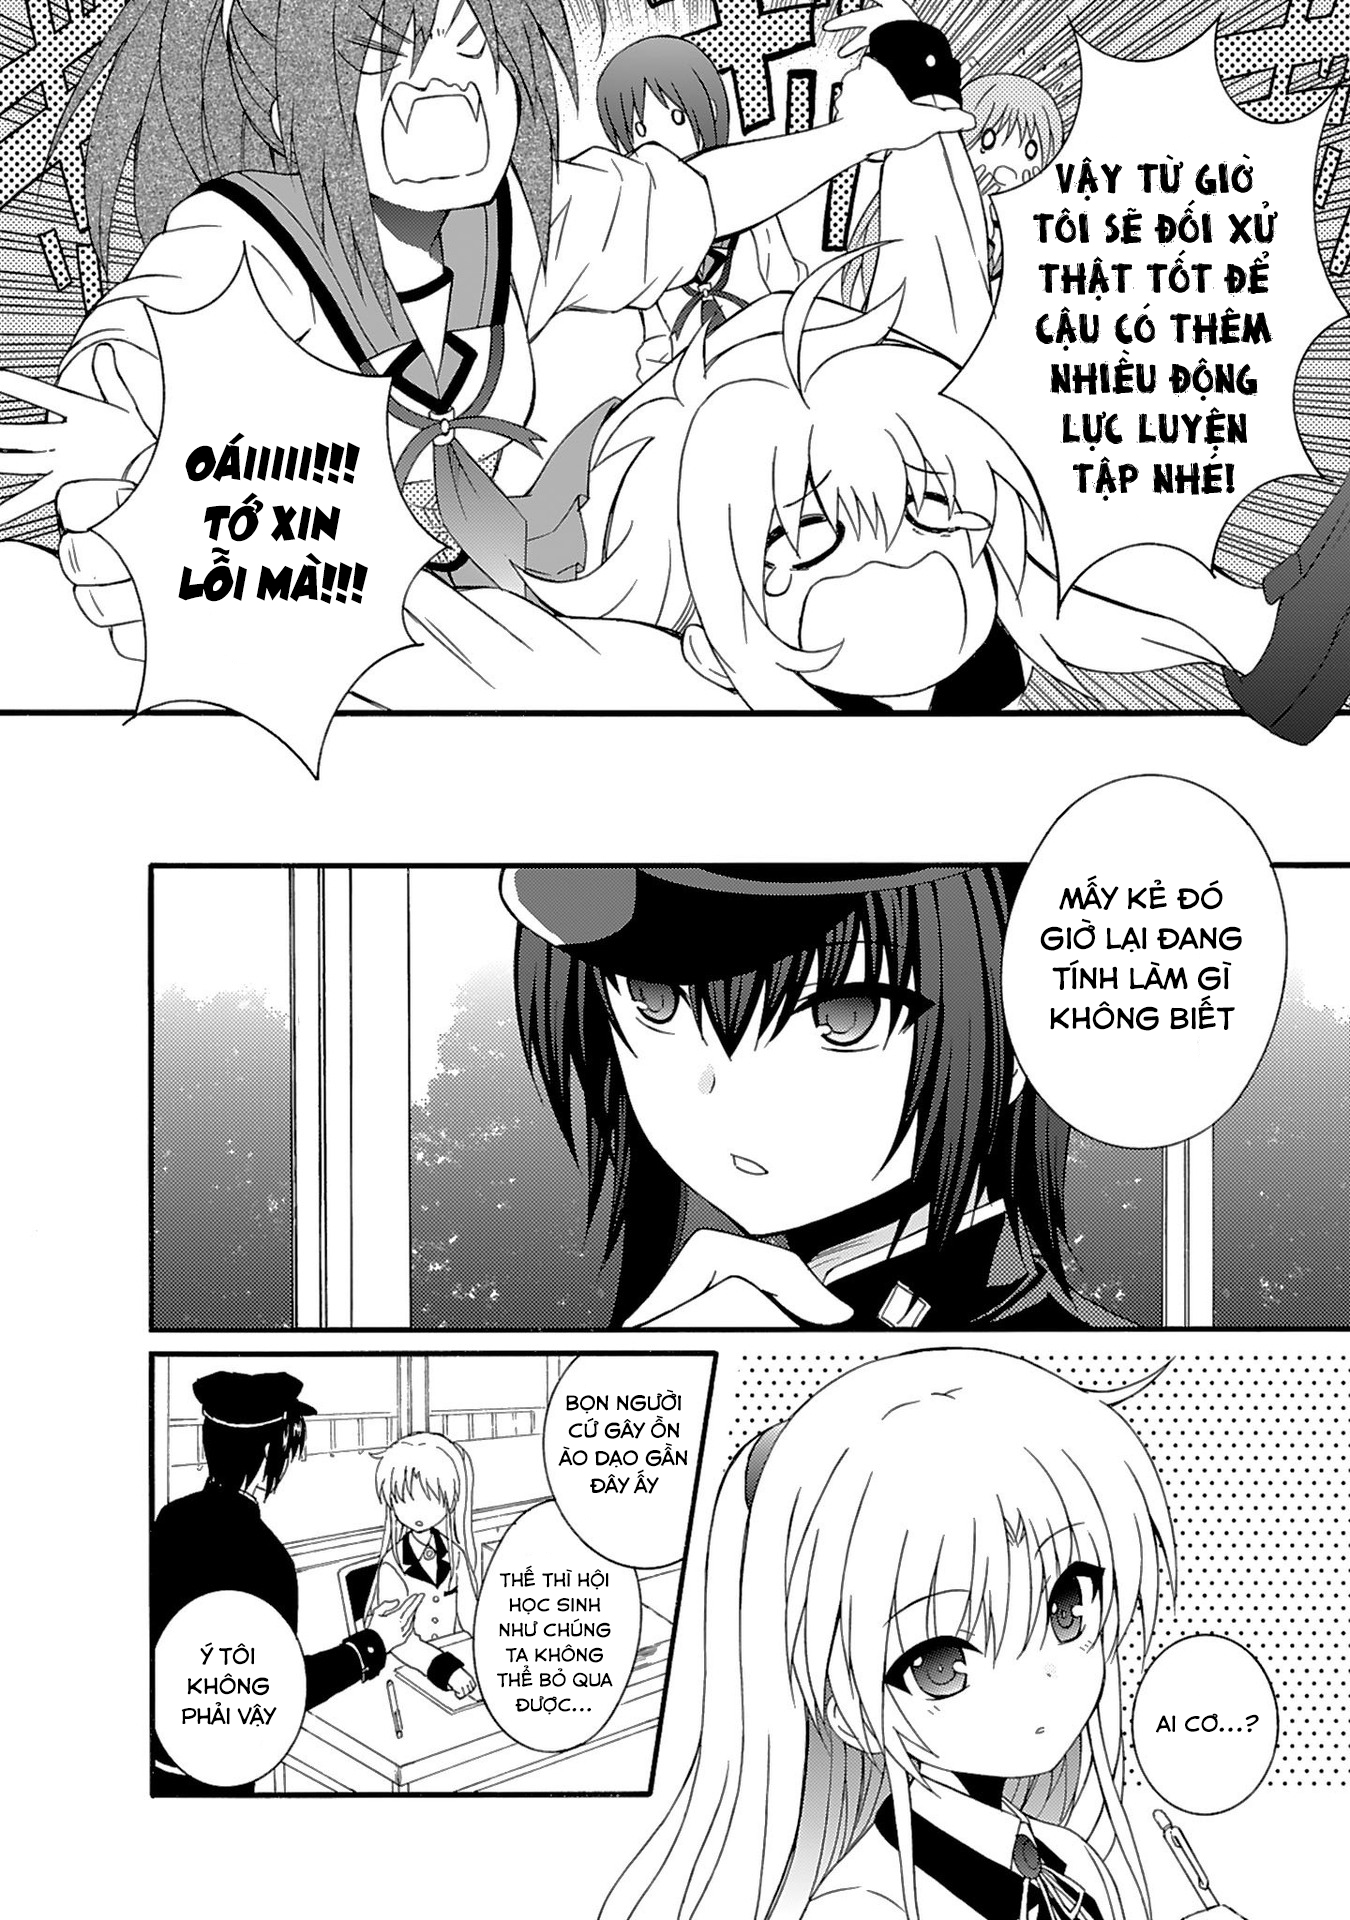 VẬY TỪ GIỜ
TÔI SẼ ĐỐI XỬ
THẬT TỐT ĐỂ
CẬU CÓ THÊM
NHIỀU ĐỘNG
LỰC LUYỆN
TẬP NHÉ!
OÁIIIII!!!
TỚ XIN
LỖI MÀ!!!
MẤY KẺ ĐÓ
GIỜ LẠI ĐANG
TÍNH LÀM GÌ
KHÔNG BIẾT
AI CƠ...?
BỌN NGƯỜI
CỨ GÂY ỒN
ÀO DẠO GẦN
ĐÂY ẤY
THẾ THÌ HỘI
HỌC SINH
NHƯ CHÚNG
TA KHÔNG
THỂ BỎ QUA
ĐƯỢC...
Ý TÔI
KHÔNG
PHẢI VẬY